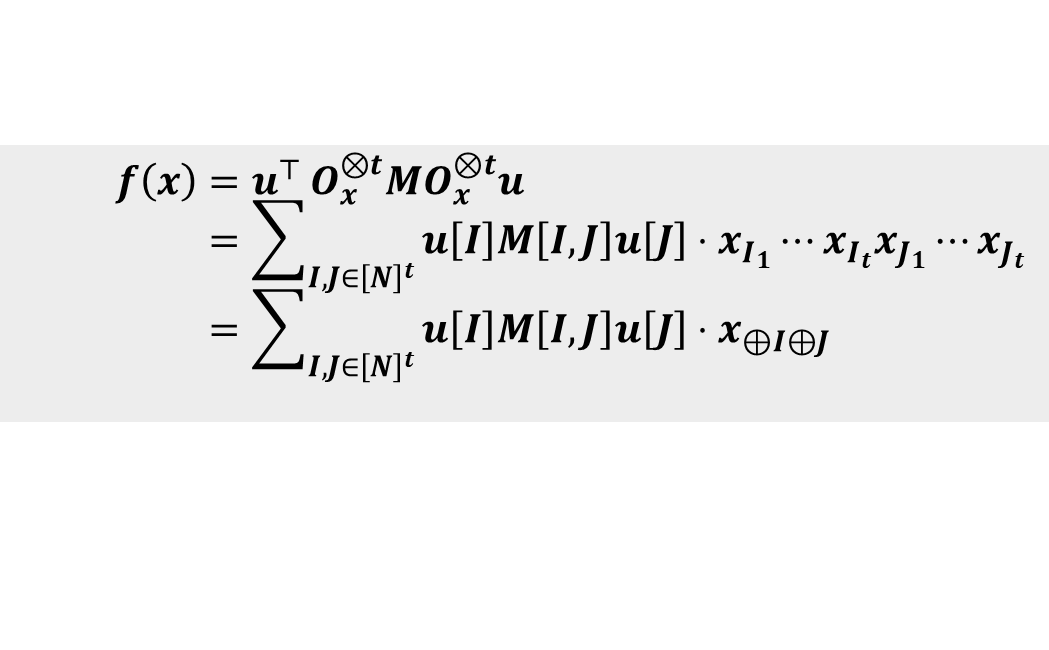 f(x) = u^⊤ O_x^{⊗t} M O_x^{⊗t} u
= ∑_{I,J∈[N]^t} u[I]M[I,J]u[J] · x_{I_1} ⋯ x_{I_t} x_{J_1} ⋯ x_{J_t}
= ∑_{I,J∈[N]^t} u[I]M[I,J]u[J] · x_{⊕I⊕J}